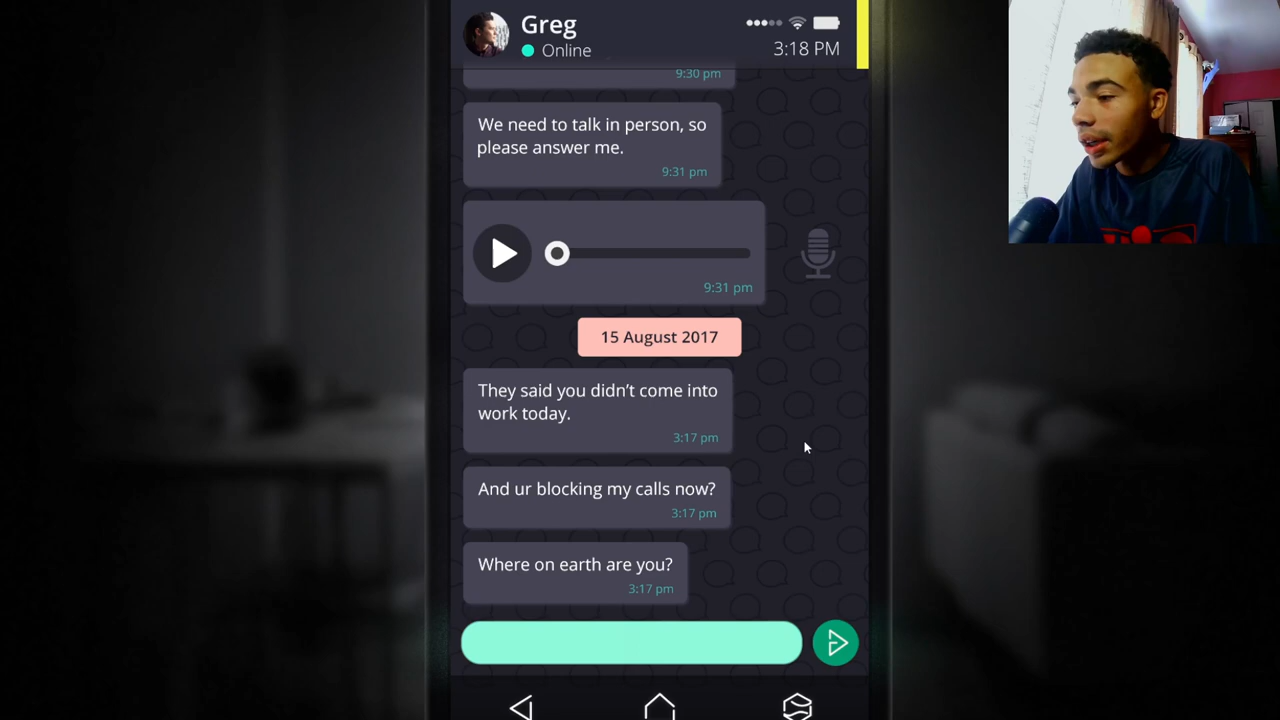 Greg
Online
3:18 PM
9:30 pm
We need to talk in person, so
please answer me.
9:31 pm
9:31 pm
15 August 2017
They said you didn't come into
work today.
3:17 pm
And ur blocking my calls now?
3:17 pm
Where on earth are you?
3:17 pm